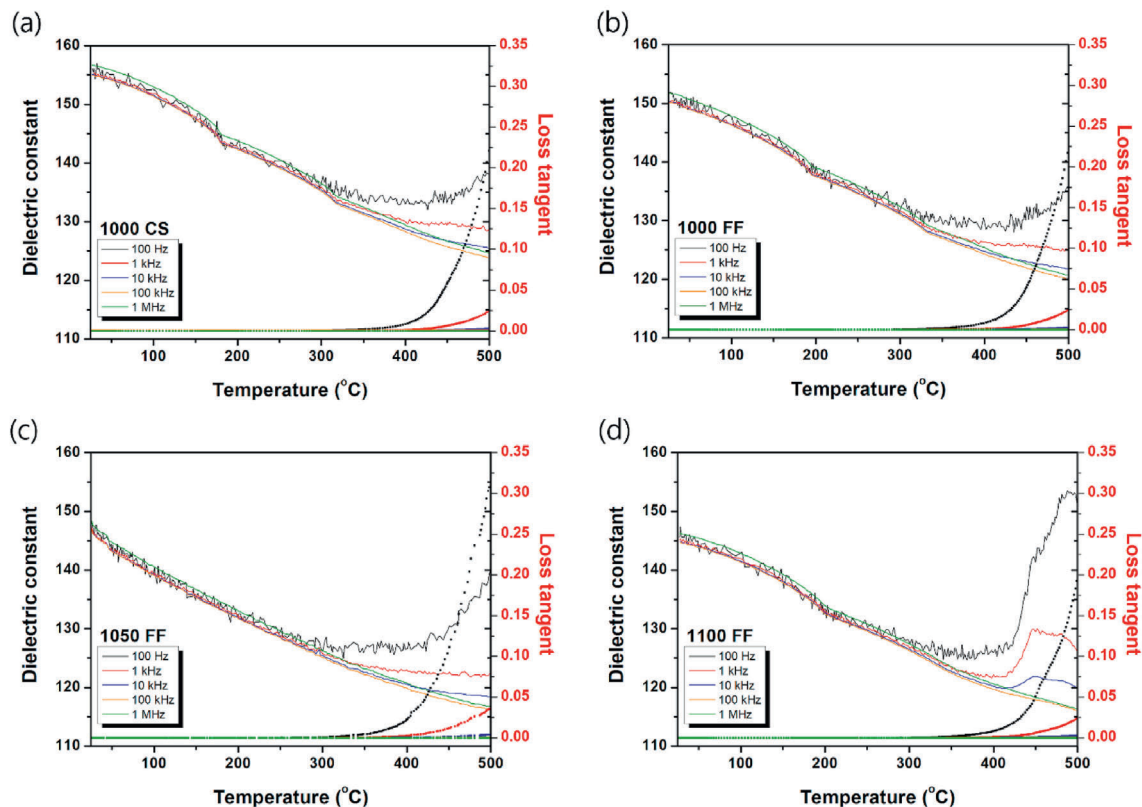 (a)
160
150
140
130
120
110
Dielectric constant
0.35
0.30
0.25
0.20
0.15
0.10
0.05
0.00
Loss tangent
1000 CS
100 Hz
1 kHz
10 kHz
100 kHz
1 MHz
100 200 300 400 500
Temperature (°C)
(b)
160
150
140
130
120
110
Dielectric constant
0.35
0.30
0.25
0.20
0.15
0.10
0.05
0.00
Loss tangent
1000 FF
100 Hz
1 kHz
10 kHz
100 kHz
1 MHz
100 200 300 400 500
Temperature (°C)
(c)
160
150
140
130
120
110
Dielectric constant
0.35
0.30
0.25
0.20
0.15
0.10
0.05
0.00
Loss tangent
1050 FF
100 Hz
1 kHz
10 kHz
100 kHz
1 MHz
100 200 300 400 500
Temperature (°C)
(d)
160
150
140
130
120
110
Dielectric constant
0.35
0.30
0.25
0.20
0.15
0.10
0.05
0.00
Loss tangent
1100 FF
100 Hz
1 kHz
10 kHz
100 kHz
1 MHz
100 200 300 400 500
Temperature (°C)